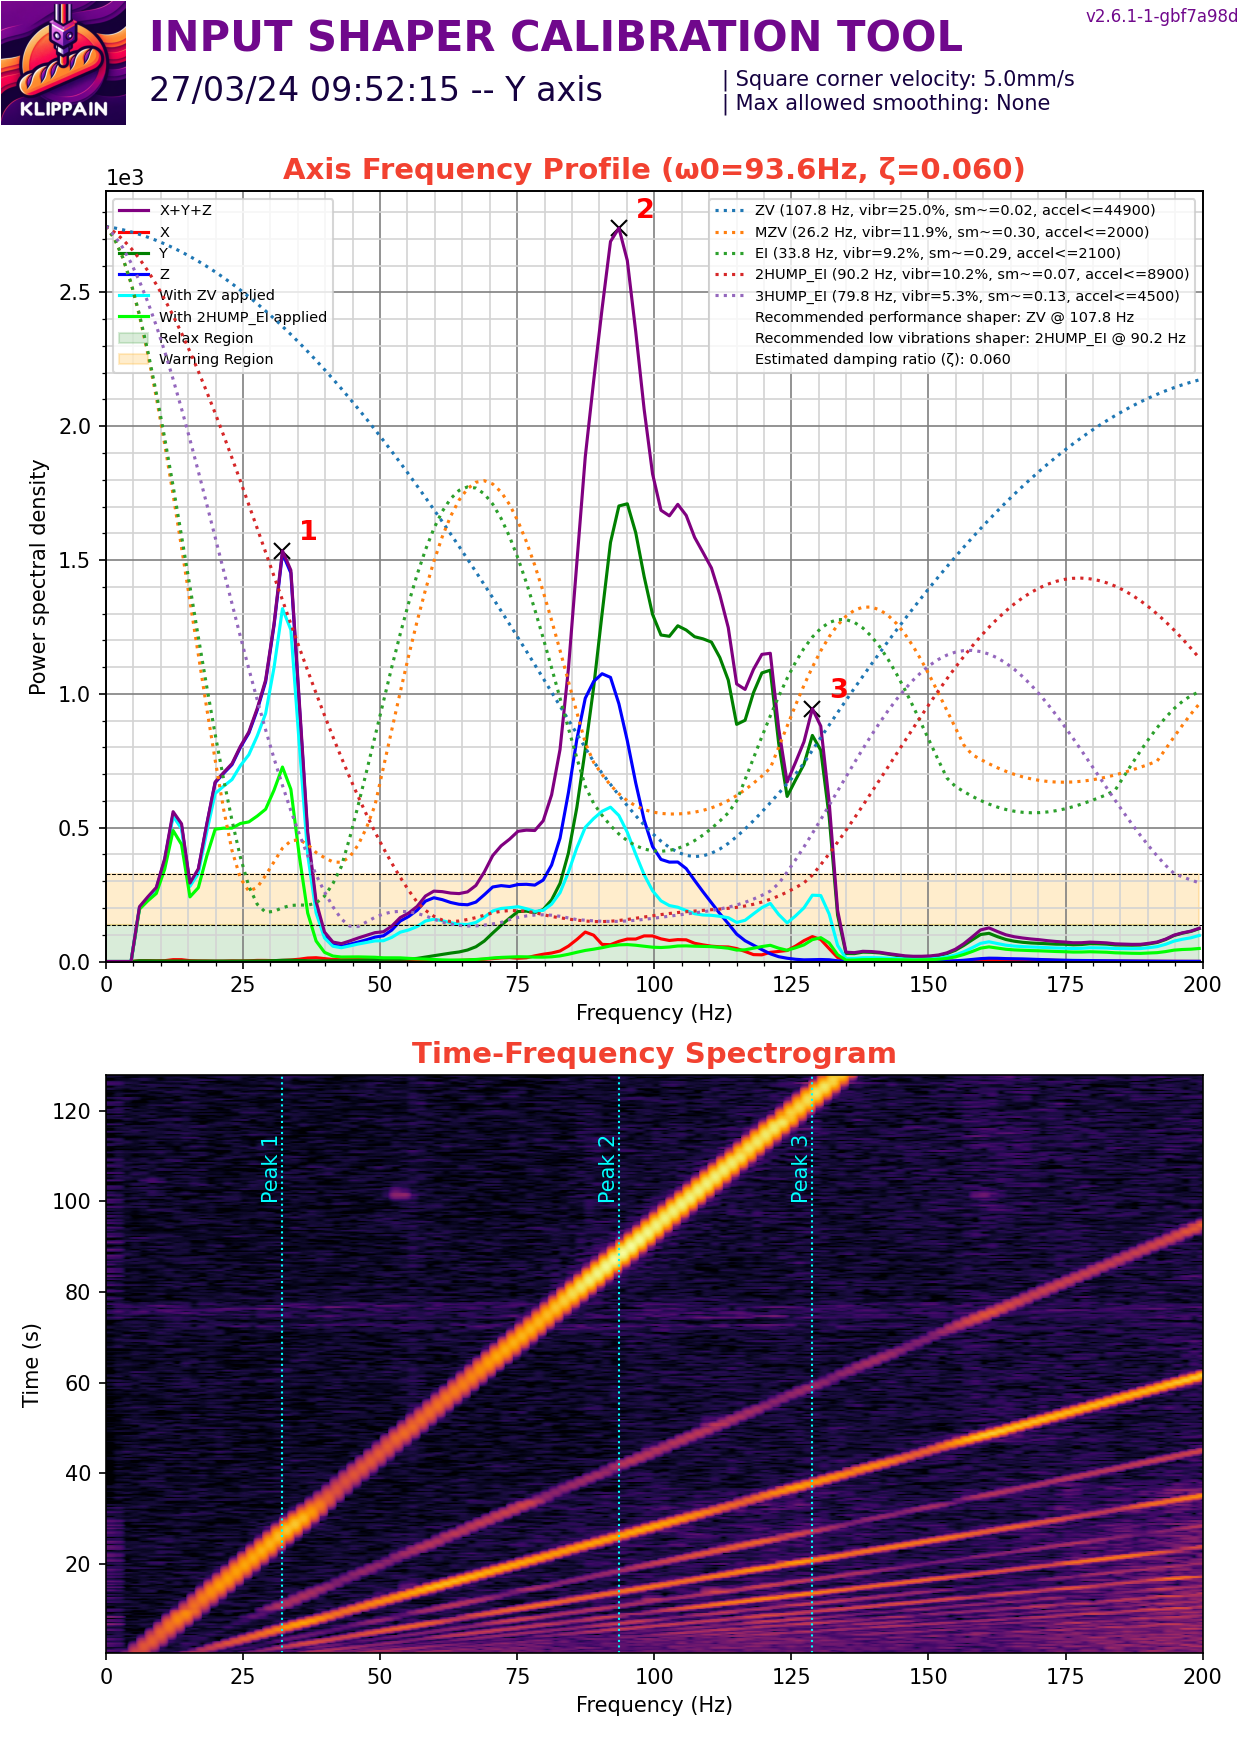 v2.6.1-1-gbf7a98d
INPUT SHAPER CALIBRATION TOOL
27/03/24 09:52:15 -- Y axis
| Square corner velocity: 5.0mm/s
| Max allowed smoothing: None
KLIPPAIN
Axis Frequency Profile (ω0=93.6Hz, ζ=0.060)
1e3
X+Y+Z
X
Y
Z
With ZV applied
With 2HUMP_EI applied
Relax Region
Warning Region
ZV (107.8 Hz, vibr=25.0%, sm~=0.02, accel<=44900)
MZV (26.2 Hz, vibr=11.9%, sm~=0.30, accel<=2000)
EI (33.8 Hz, vibr=9.2%, sm~=0.29, accel<=2100)
2HUMP_EI (90.2 Hz, vibr=10.2%, sm~=0.07, accel<=8900)
3HUMP_EI (79.8 Hz, vibr=5.3%, sm~=0.13, accel<=4500)
Recommended performance shaper: ZV @ 107.8 Hz
Recommended low vibrations shaper: 2HUMP_EI @ 90.2 Hz
Estimated damping ratio (ζ): 0.060
1
2
3
Power spectral density
2.5
2.0
1.5
1.0
0.5
0.0
0 25 50 75 100 125 150 175 200
Frequency (Hz)
Time-Frequency Spectrogram
Peak 1
Peak 2
Peak 3
Time (s)
120
100
80
60
40
20
0 25 50 75 100 125 150 175 200
Frequency (Hz)